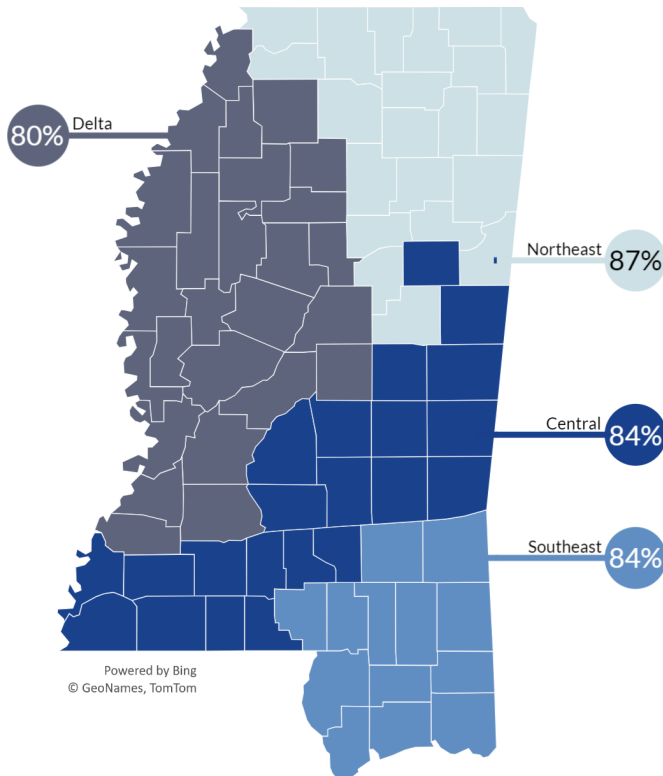 Delta
80%
Northeast
87%
Central
84%
Southeast
84%
Powered by Bing
© GeoNames, TomTom